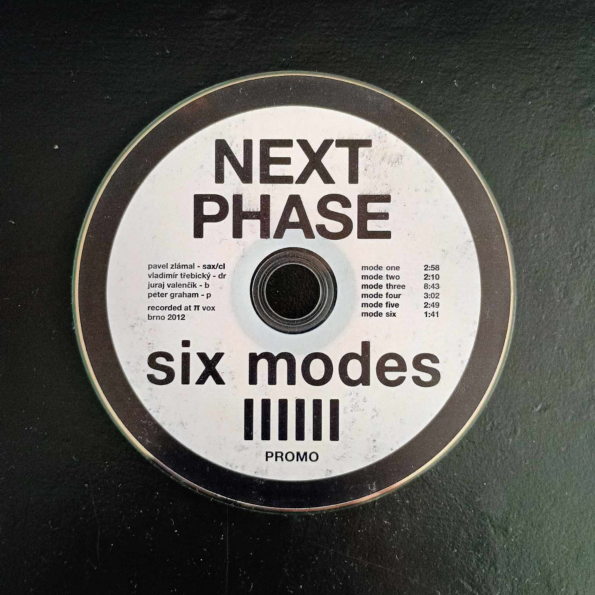 NEXT
PHASE
pavel zlámal - sax/cl
vladimír třebický - dr
juraj valenčík - b
peter graham - p
recorded at π vox
brno 2012
mode one 2:58
mode two 2:10
mode three 8:43
mode four 3:02
mode five 2:49
mode six 1:41
six modes
PROMO